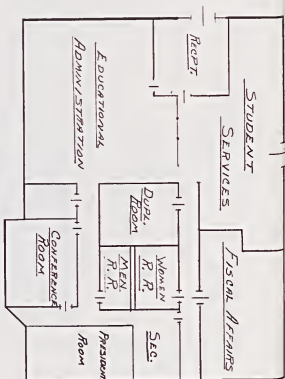 STUDENT
SERVICES
FISCAL AFFAIRS
RECPT.
EDUCATIONAL
ADMINISTRATION
DUPL.
ROOM
WOMEN
R. R.
MEN
R. R.
SEC.
CONFERENCE
ROOM
PRESIDENT
ROOM